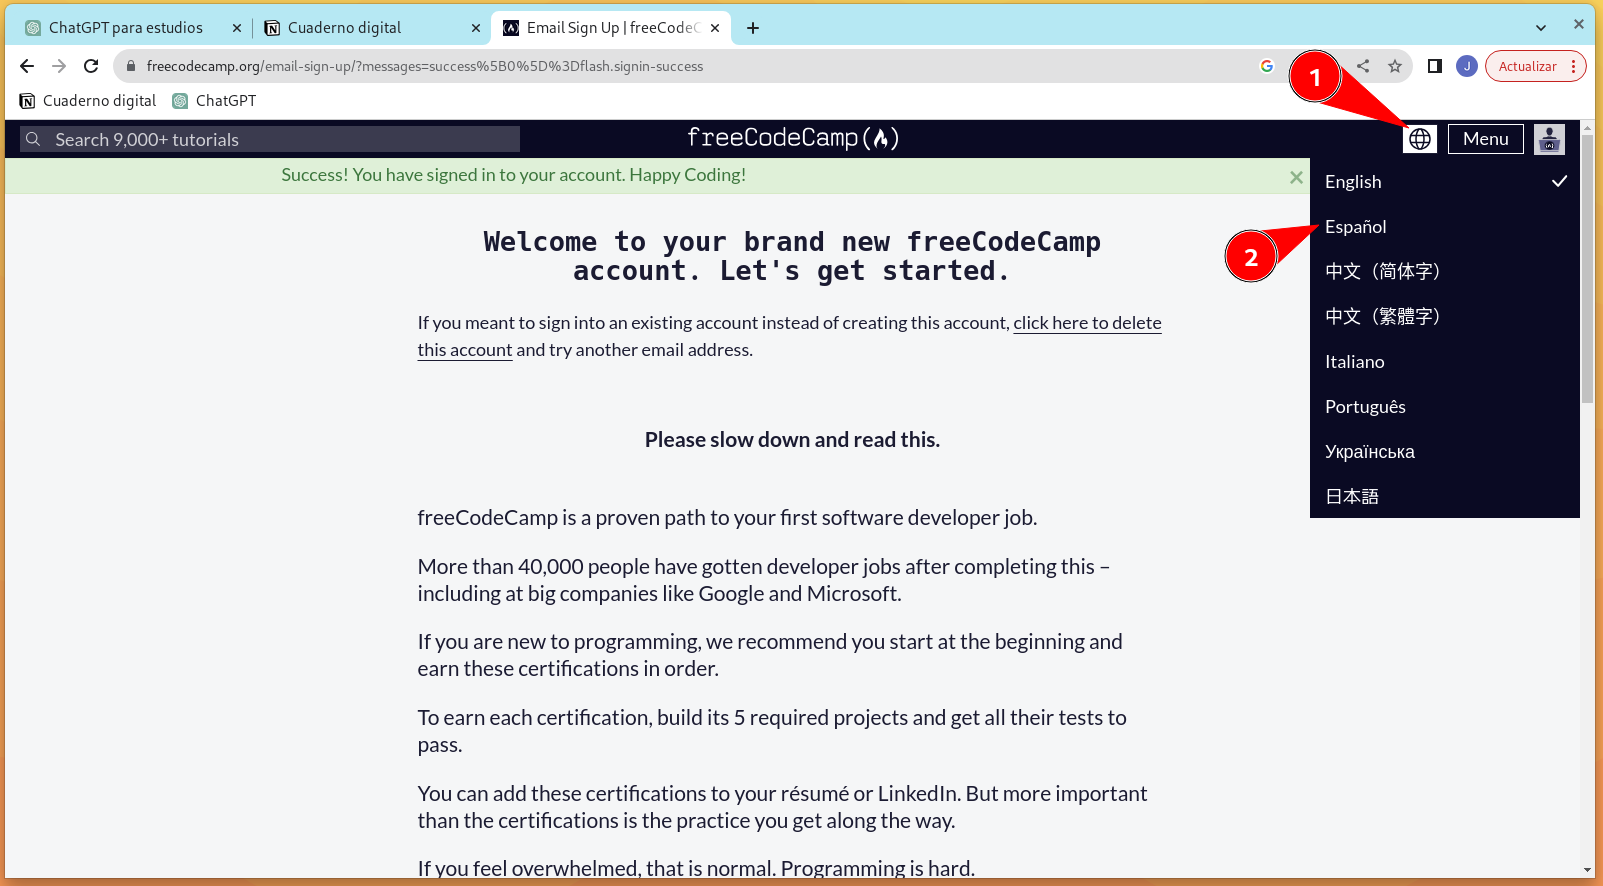 ChatGPT para estudios
Cuaderno digital
Email Sign Up | freeCodeC
freecodecamp.org/email-sign-up/?messages=success%5B0%5D%3Dflash.signin-success
J
Actualizar
Cuaderno digital
ChatGPT
1
Search 9,000+ tutorials
freeCodeCamp(🔥)
Menu
Success! You have signed in to your account. Happy Coding!
English
Español
中文（简体字）
中文（繁體字）
Italiano
Português
Українська
日本語
2
Welcome to your brand new freeCodeCamp
account. Let's get started.
If you meant to sign into an existing account instead of creating this account, click here to delete
this account and try another email address.
Please slow down and read this.
freeCodeCamp is a proven path to your first software developer job.
More than 40,000 people have gotten developer jobs after completing this –
including at big companies like Google and Microsoft.
If you are new to programming, we recommend you start at the beginning and
earn these certifications in order.
To earn each certification, build its 5 required projects and get all their tests to
pass.
You can add these certifications to your résumé or LinkedIn. But more important
than the certifications is the practice you get along the way.
If you feel overwhelmed, that is normal. Programming is hard.